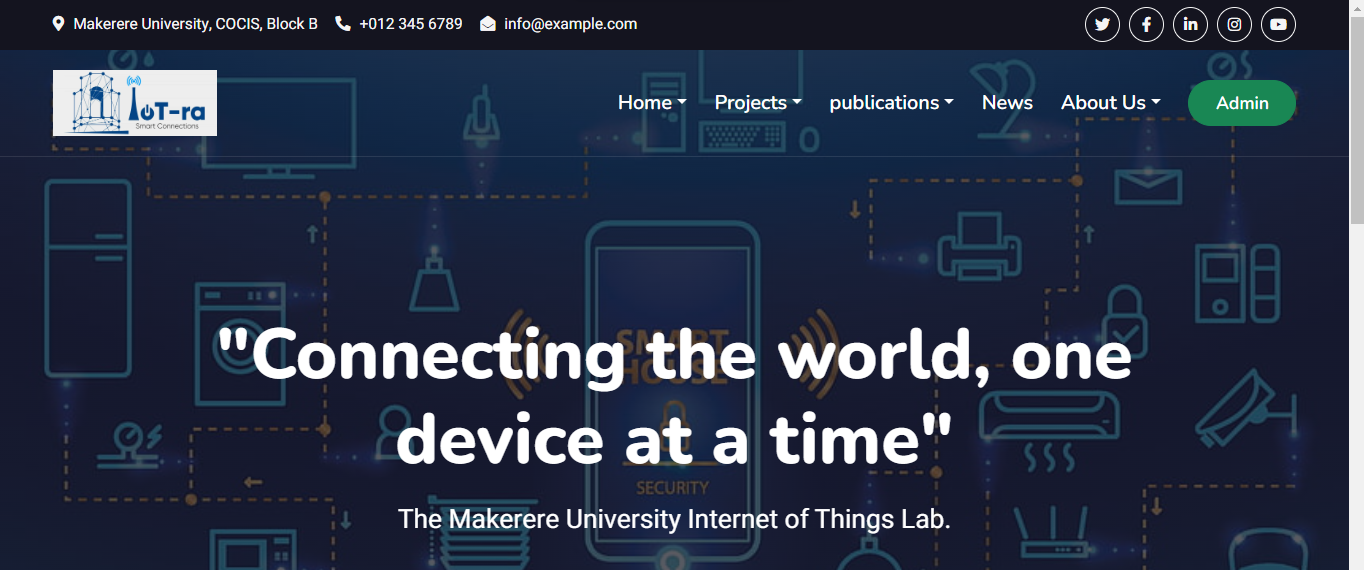 Makerere University, COCIS, Block B +012 345 6789 info@example.com
IoT-ra
Smart Connections
Home Projects publications News About Us Admin
SMART
HOUSE
"Connecting the world, one
device at a time"
SECURITY
The Makerere University Internet of Things Lab.